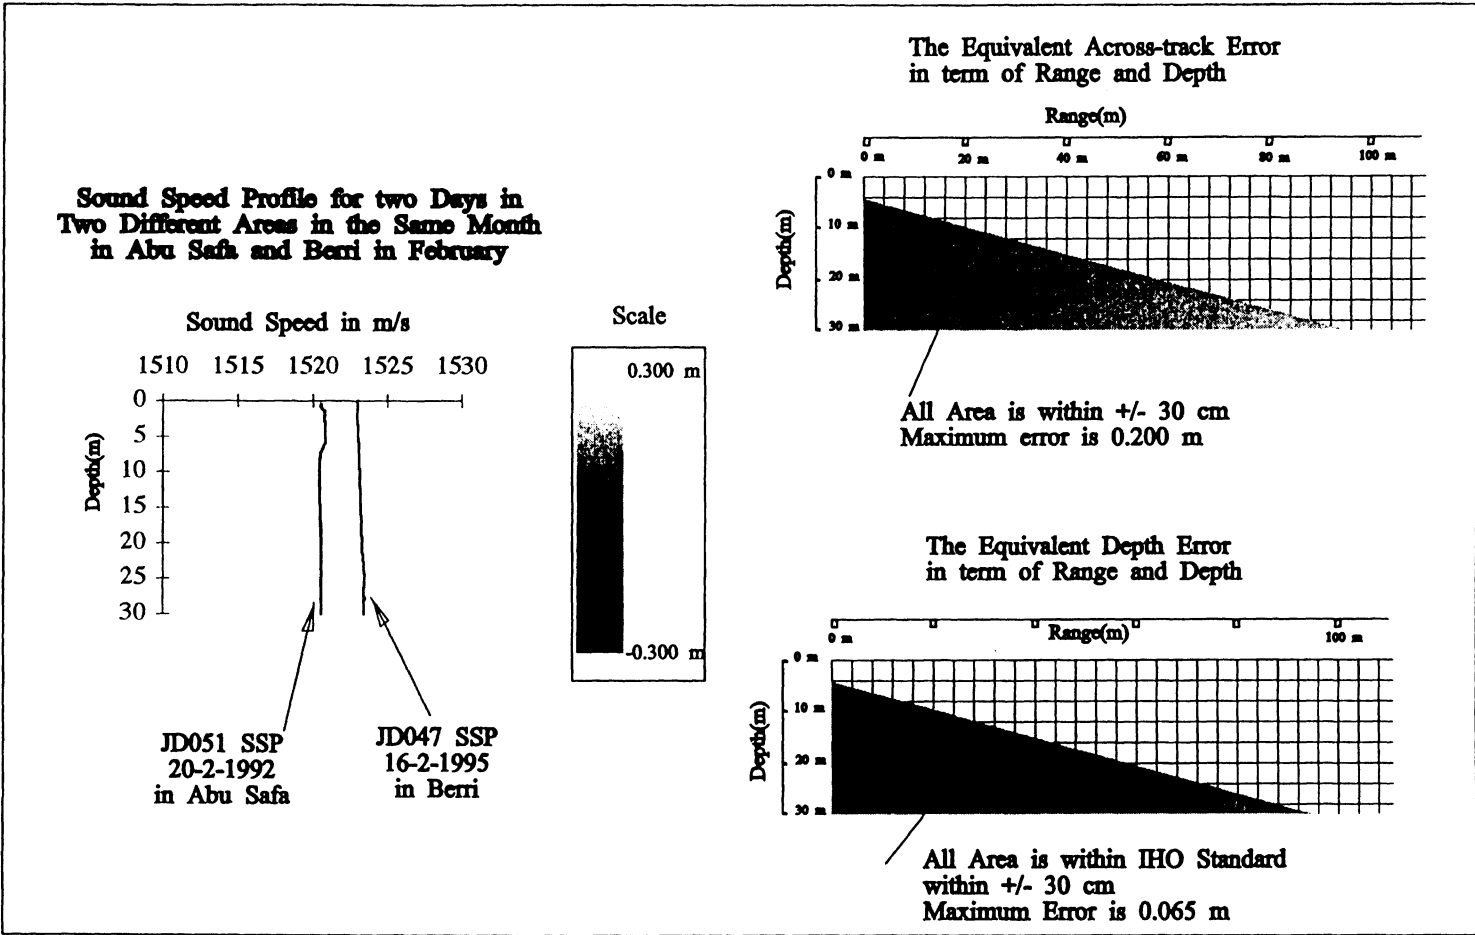 The Equivalent Across-track Error
in term of Range and Depth
Range(m)
0 m 20 m 40 m 60 m 80 m 100 m
Depth(m)
0 m
10 m
20 m
30 m
All Area is within +/- 30 cm
Maximum error is 0.200 m
Sound Speed Profile for two Days in
Two Different Areas in the Same Month
in Abu Safa and Berri in February
Sound Speed in m/s
1510 1515 1520 1525 1530
Depth(m)
0
5
10
15
20
25
30
JD051 SSP
20-2-1992
in Abu Safa
JD047 SSP
16-2-1995
in Berri
Scale
0.300 m
-0.300 m
The Equivalent Depth Error
in term of Range and Depth
Range(m)
0 m 100 m
Depth(m)
0 m
10 m
20 m
30 m
All Area is within IHO Standard
within +/- 30 cm
Maximum Error is 0.065 m